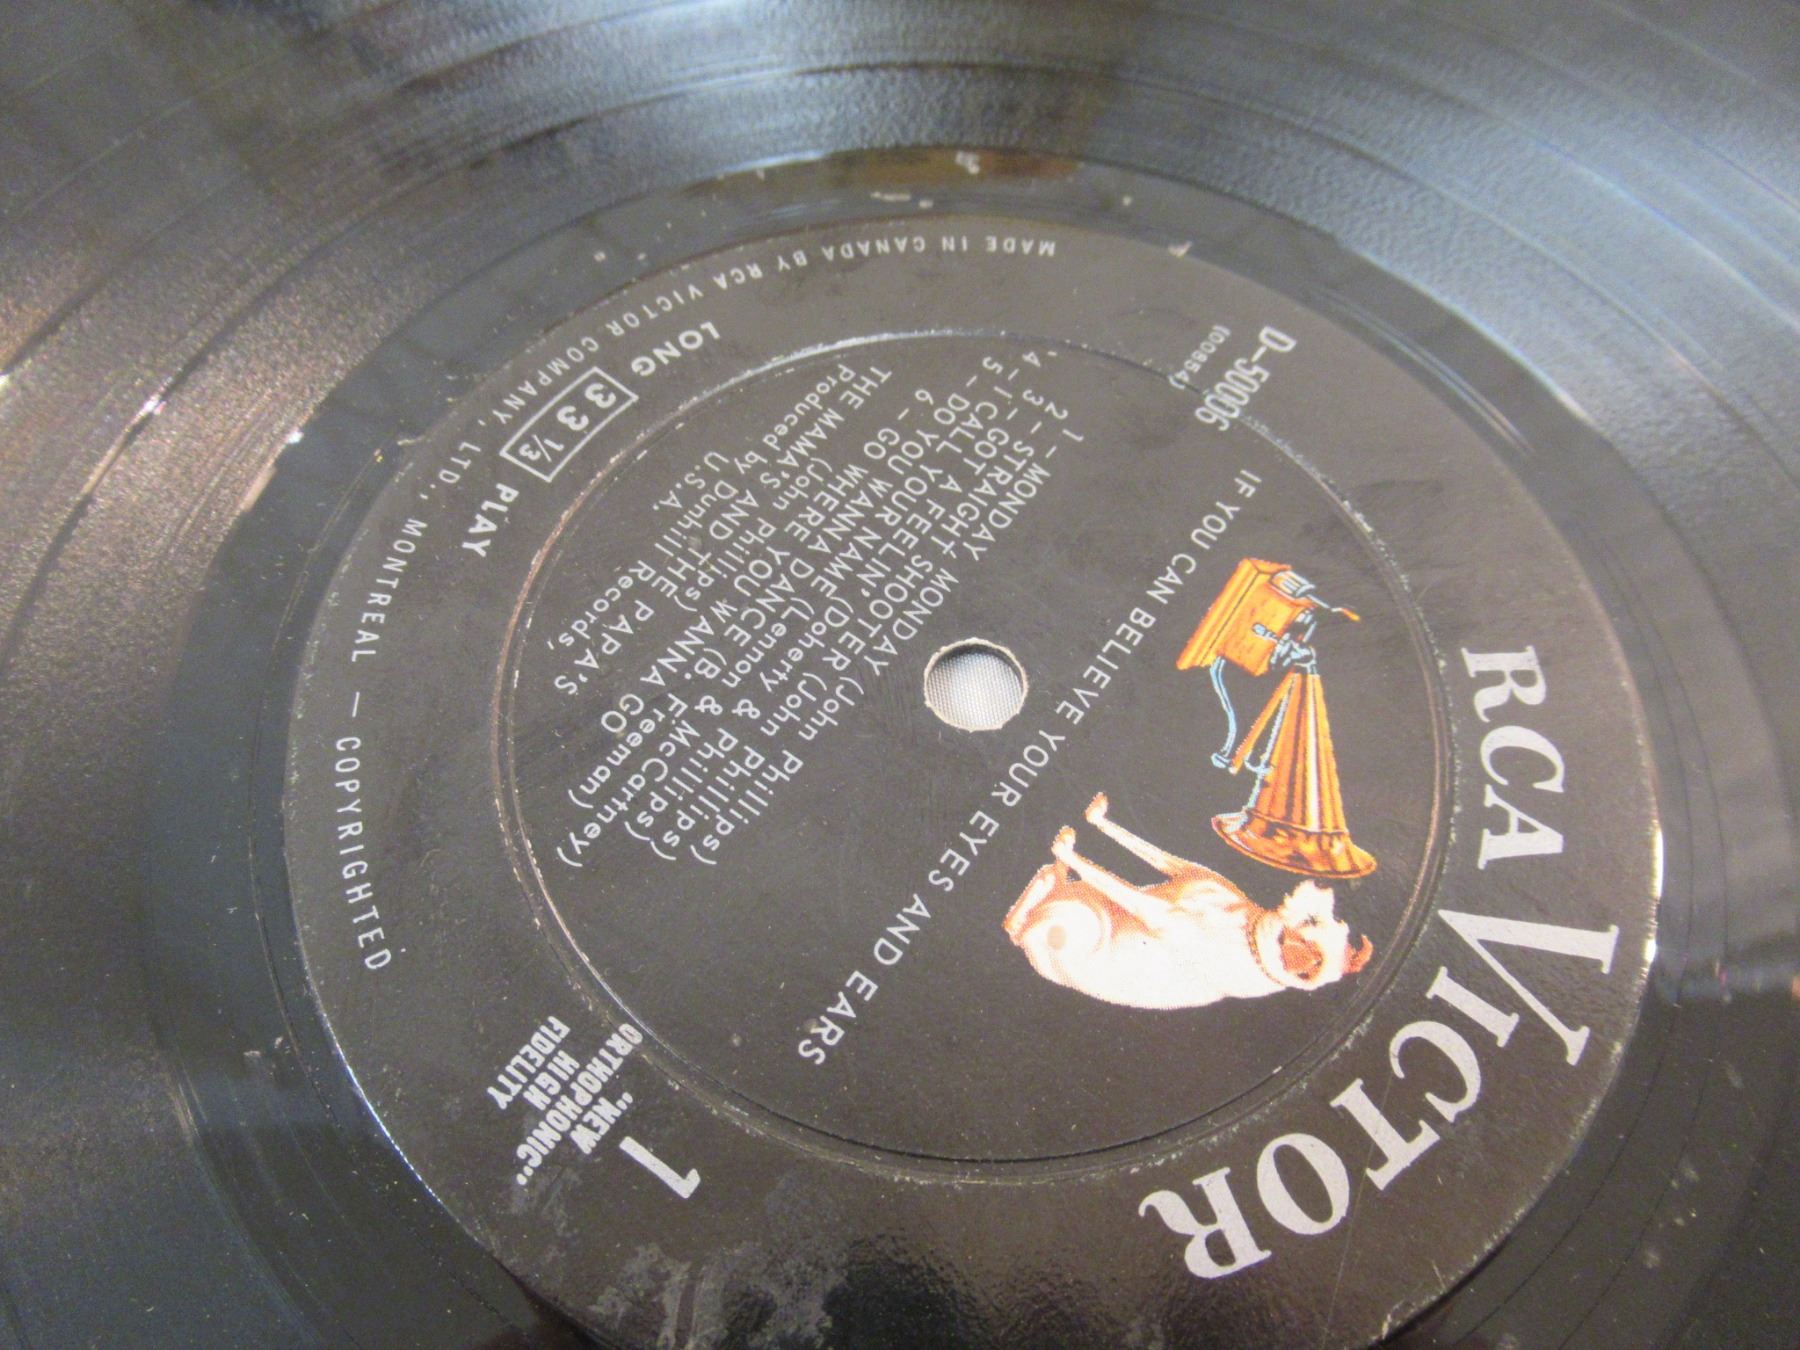 RCA VICTOR
D-50006
(00854)
IF YOU CAN BELIEVE YOUR EYES AND EARS
1
"NEW
ORTHOPHONIC"
HIGH
FIDELITY
1 - MONDAY, MONDAY (John Phillips)
2 - STRAIGHT SHOOTER (John Phillips)
3 - GOT A FEELIN' (Doherty & Phillips)
4 - I CALL YOUR NAME (Lennon & McCartney)
5 - DO YOU WANNA DANCE (B. Freeman)
6 - GO WHERE YOU WANNA GO
(John Phillips)
THE MAMA'S AND THE PAPA'S
Produced by Dunhill Records,
U.S.A.
LONG 33 1/3 PLAY
MADE IN CANADA BY RCA VICTOR COMPANY, LTD., MONTREAL — COPYRIGHTED